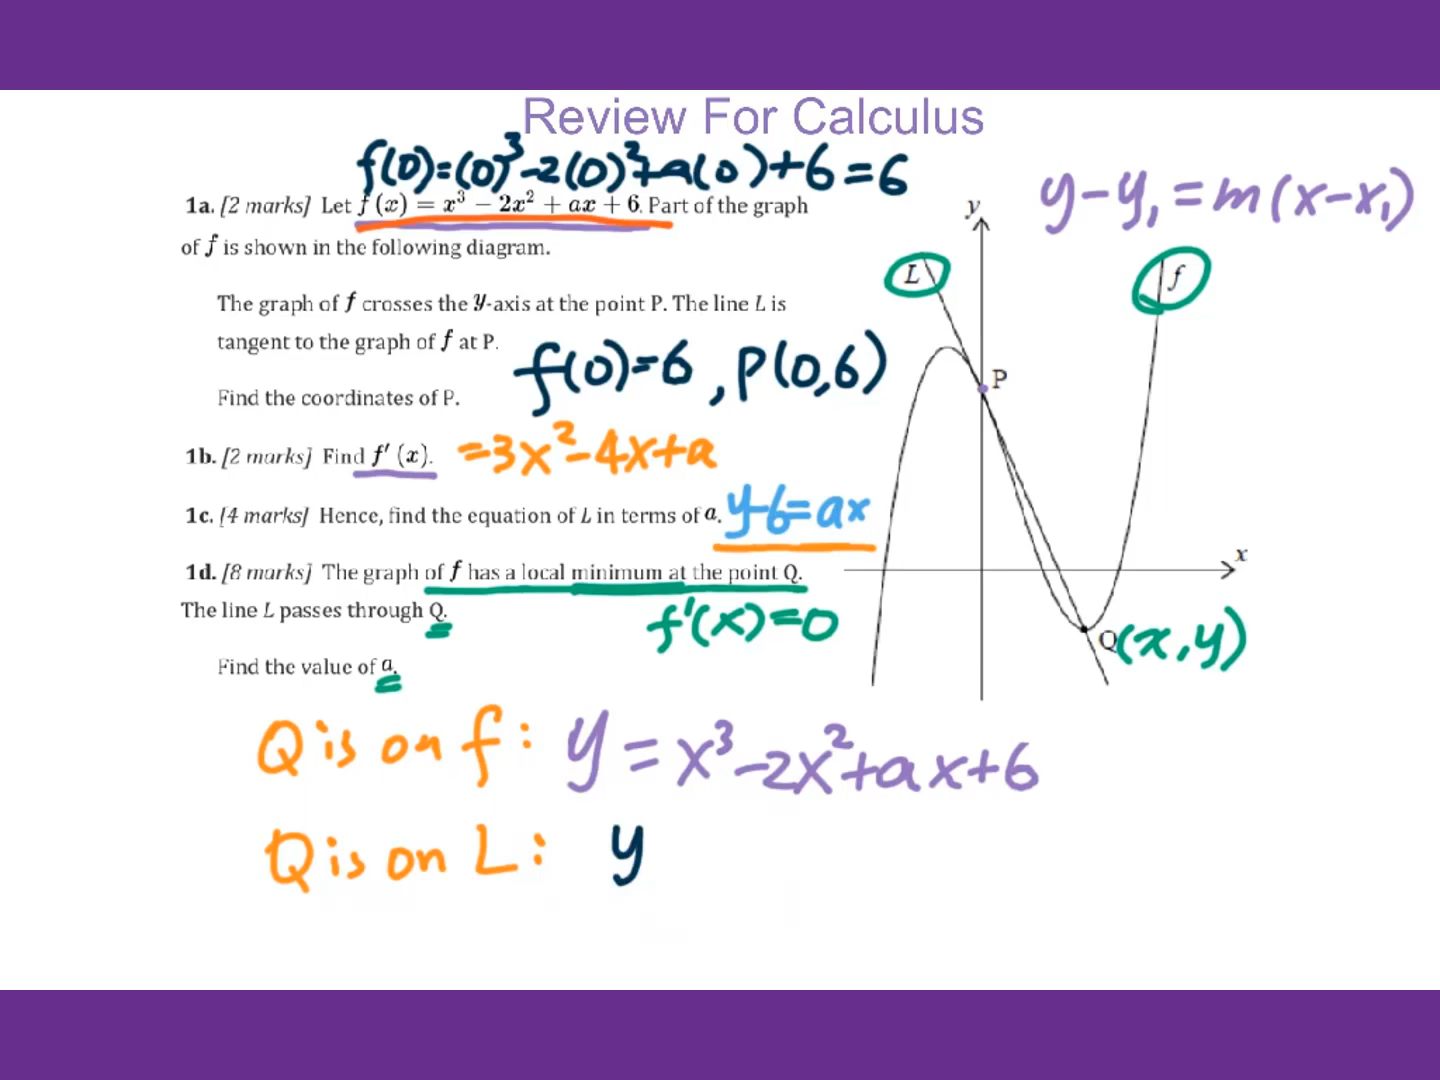 Review For Calculus
f(0)=(0)³-2(0)²+a(0)+6=6
1a. [2 marks] Let f (x) = x³ − 2x² + ax + 6. Part of the graph
of f is shown in the following diagram.
y-y₁=m(x-x₁)
y
L
f
The graph of f crosses the y-axis at the point P. The line L is
tangent to the graph of f at P.
f(0)=6, P(0,6)
P
Find the coordinates of P.
1b. [2 marks] Find f′ (x). =3x²-4x+a
1c. [4 marks] Hence, find the equation of L in terms of a. y-6=ax
x
1d. [8 marks] The graph of f has a local minimum at the point Q.
The line L passes through Q.
f'(x)=0
Q(x,y)
Find the value of a.
Q is on f: y=x³-2x²+ax+6
Q is on L: y